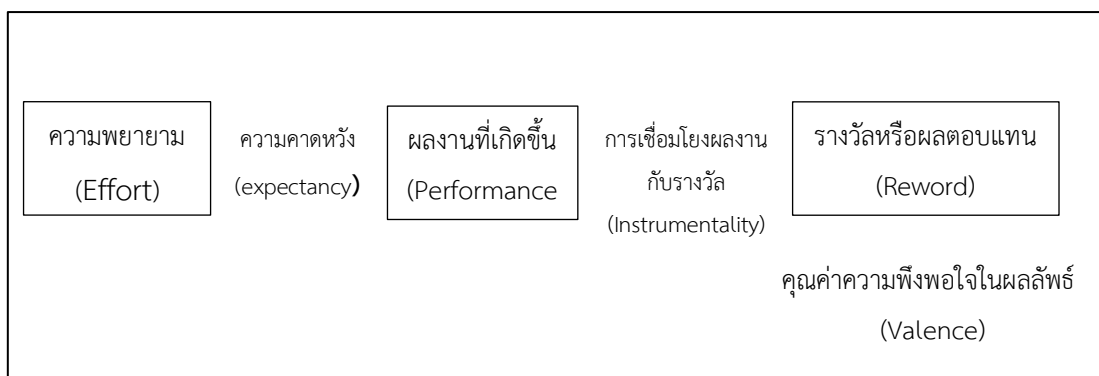 ความพยายาม
(Effort)
ความคาดหวัง
(expectancy)
ผลงานที่เกิดขึ้น
(Performance
การเชื่อมโยงผลงาน
กับรางวัล
(Instrumentality)
รางวัลหรือผลตอบแทน
(Reword)
คุณค่าความพึงพอใจในผลลัพธ์
(Valence)